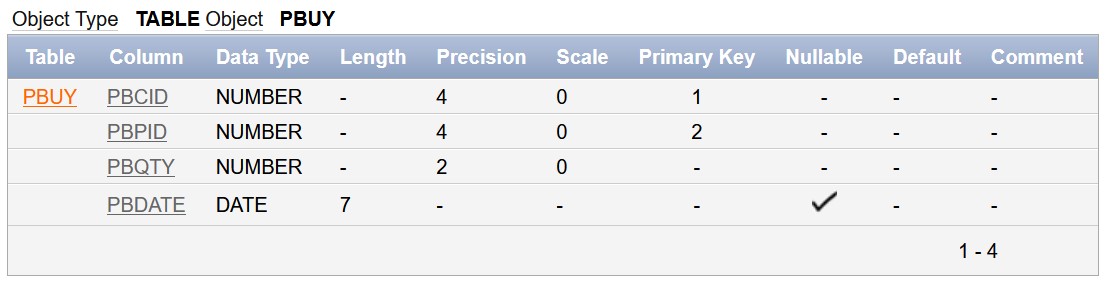 Object Type TABLE Object PBUY
Table Column Data Type Length Precision Scale Primary Key Nullable Default Comment
PBUY PBCID NUMBER - 4 0 1 - - -
PBPID NUMBER - 4 0 2 - - -
PBQTY NUMBER - 2 0 - - - -
PBDATE DATE 7 - - - ✓ - -
1 - 4